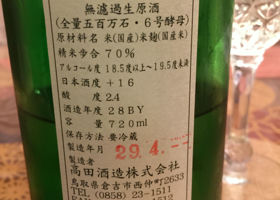 無濾過生原酒
(全量五百万石・6号酵母)
原材料名 米(国産)米麹(国産米)
精米歩合 70%
アルコール度 18.5度以上〜19.5度未満
日本酒度 +16
酸度 2.4
酒造年度 28BY
容量 720ml
保存方法 要冷蔵
製造年月 29.4.
製造者
高田酒造株式会社
鳥取県倉吉市西仲町2633
TEL(0858)23-1511